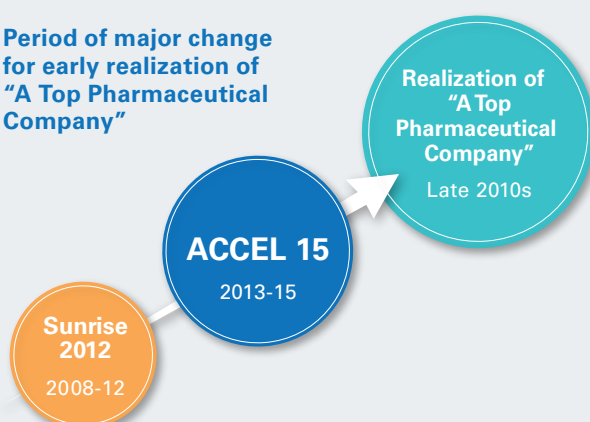 Period of major change
for early realization of
“A Top Pharmaceutical
Company”
Realization of
“A Top
Pharmaceutical
Company”
Late 2010s
ACCEL 15
2013-15
Sunrise
2012
2008-12